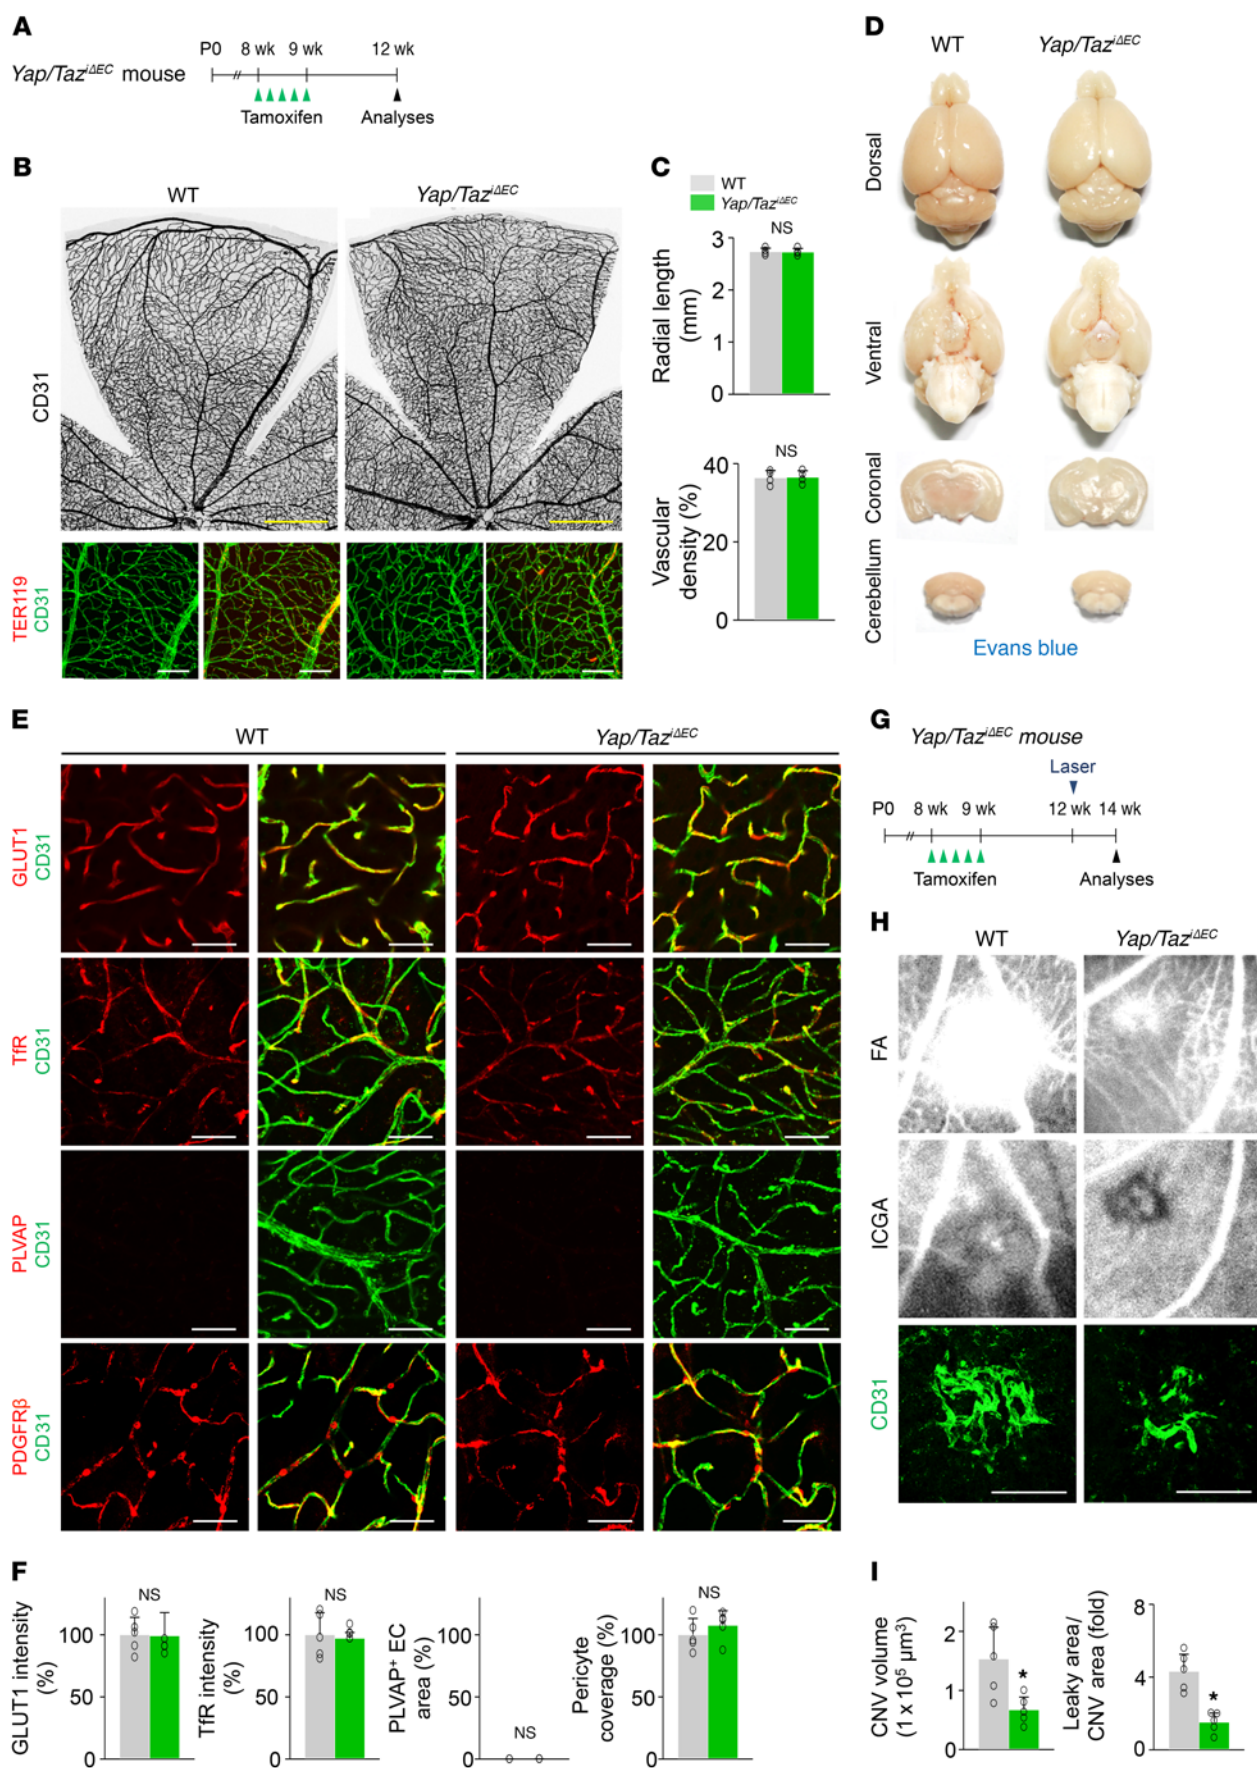 A
P0 8 wk 9 wk 12 wk
Yap/Taz^iΔEC mouse
Tamoxifen Analyses
B
WT Yap/Taz^iΔEC
CD31
TER119
CD31
C
WT
Yap/Taz^iΔEC
NS
Radial length
(mm)
3
2
1
0
NS
Vascular
density (%)
40
20
0
D
WT Yap/Taz^iΔEC
Dorsal
Ventral
Coronal
Cerebellum
Evans blue
E
WT Yap/Taz^iΔEC
GLUT1
CD31
TfR
CD31
PLVAP
CD31
PDGFRβ
CD31
F
GLUT1 intensity
(%)
100
50
0
NS
TfR intensity
(%)
100
50
0
NS
PLVAP⁺ EC
area (%)
100
50
0
NS
Pericyte
coverage (%)
100
50
0
NS
G
Yap/Taz^iΔEC mouse
Laser
P0 8 wk 9 wk 12 wk 14 wk
Tamoxifen Analyses
H
WT Yap/Taz^iΔEC
FA
ICGA
CD31
I
CNV volume
(1 x 10⁵ μm³)
2
1
0
*
Leaky area/
CNV area (fold)
8
4
0
*